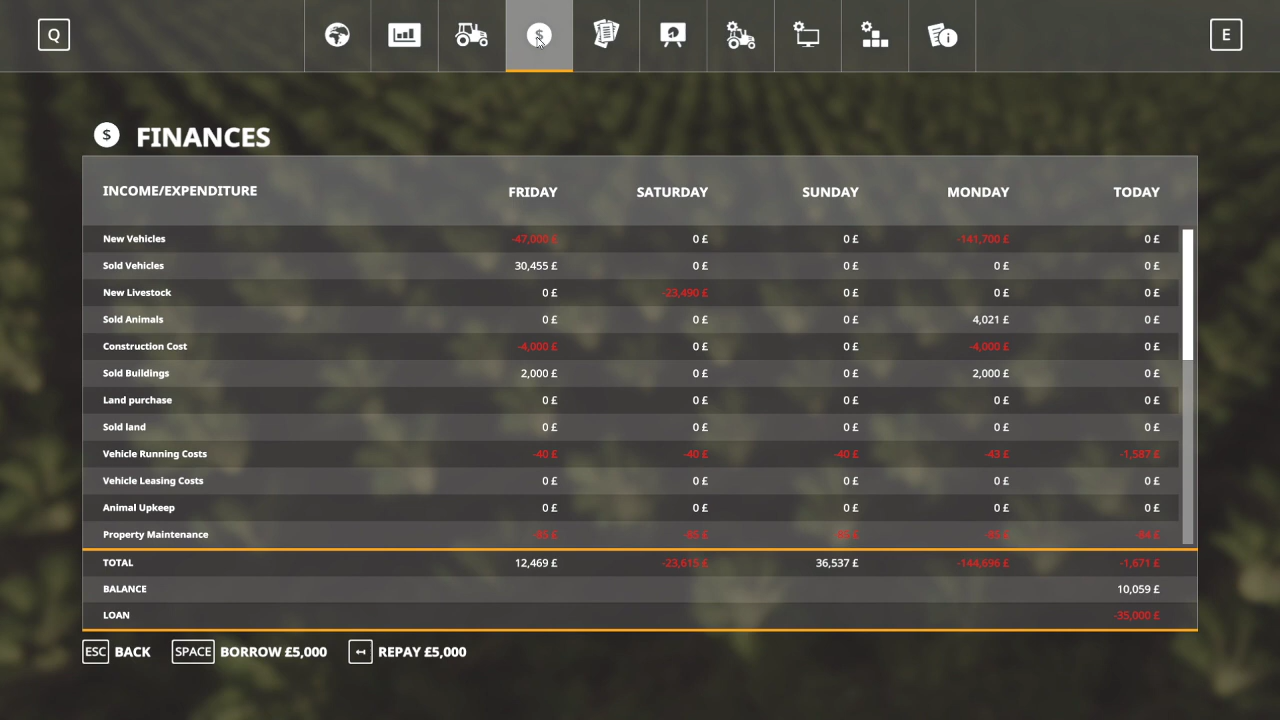 Q
$
E
$ FINANCES
INCOME/EXPENDITURE FRIDAY SATURDAY SUNDAY MONDAY TODAY
New Vehicles -47,000 £ 0 £ 0 £ -141,700 £ 0 £
Sold Vehicles 30,455 £ 0 £ 0 £ 0 £ 0 £
New Livestock 0 £ -23,490 £ 0 £ 0 £ 0 £
Sold Animals 0 £ 0 £ 0 £ 4,021 £ 0 £
Construction Cost -4,000 £ 0 £ 0 £ -4,000 £ 0 £
Sold Buildings 2,000 £ 0 £ 0 £ 2,000 £ 0 £
Land purchase 0 £ 0 £ 0 £ 0 £ 0 £
Sold land 0 £ 0 £ 0 £ 0 £ 0 £
Vehicle Running Costs -40 £ -40 £ -40 £ -43 £ -1,587 £
Vehicle Leasing Costs 0 £ 0 £ 0 £ 0 £ 0 £
Animal Upkeep 0 £ 0 £ 0 £ 0 £ 0 £
Property Maintenance -85 £ -85 £ -85 £ -84 £
TOTAL 12,469 £ -23,615 £ 36,537 £ -144,696 £ -1,671 £
BALANCE 10,059 £
LOAN -35,000 £
ESC BACK SPACE BORROW £5,000 REPAY £5,000